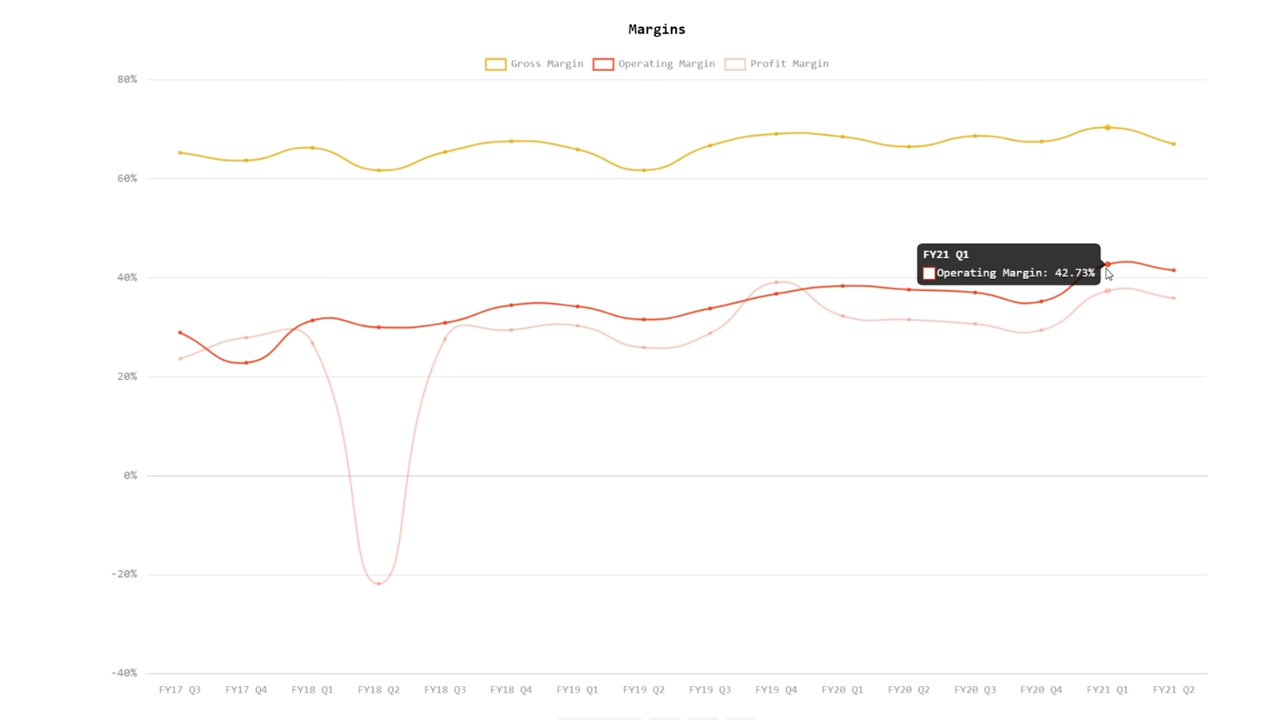 Margins
Gross Margin Operating Margin Profit Margin
80%
60%
40%
20%
0%
-20%
-40%
FY21 Q1
Operating Margin: 42.73%
FY17 Q3 FY17 Q4 FY18 Q1 FY18 Q2 FY18 Q3 FY18 Q4 FY19 Q1 FY19 Q2 FY19 Q3 FY19 Q4 FY20 Q1 FY20 Q2 FY20 Q3 FY20 Q4 FY21 Q1 FY21 Q2